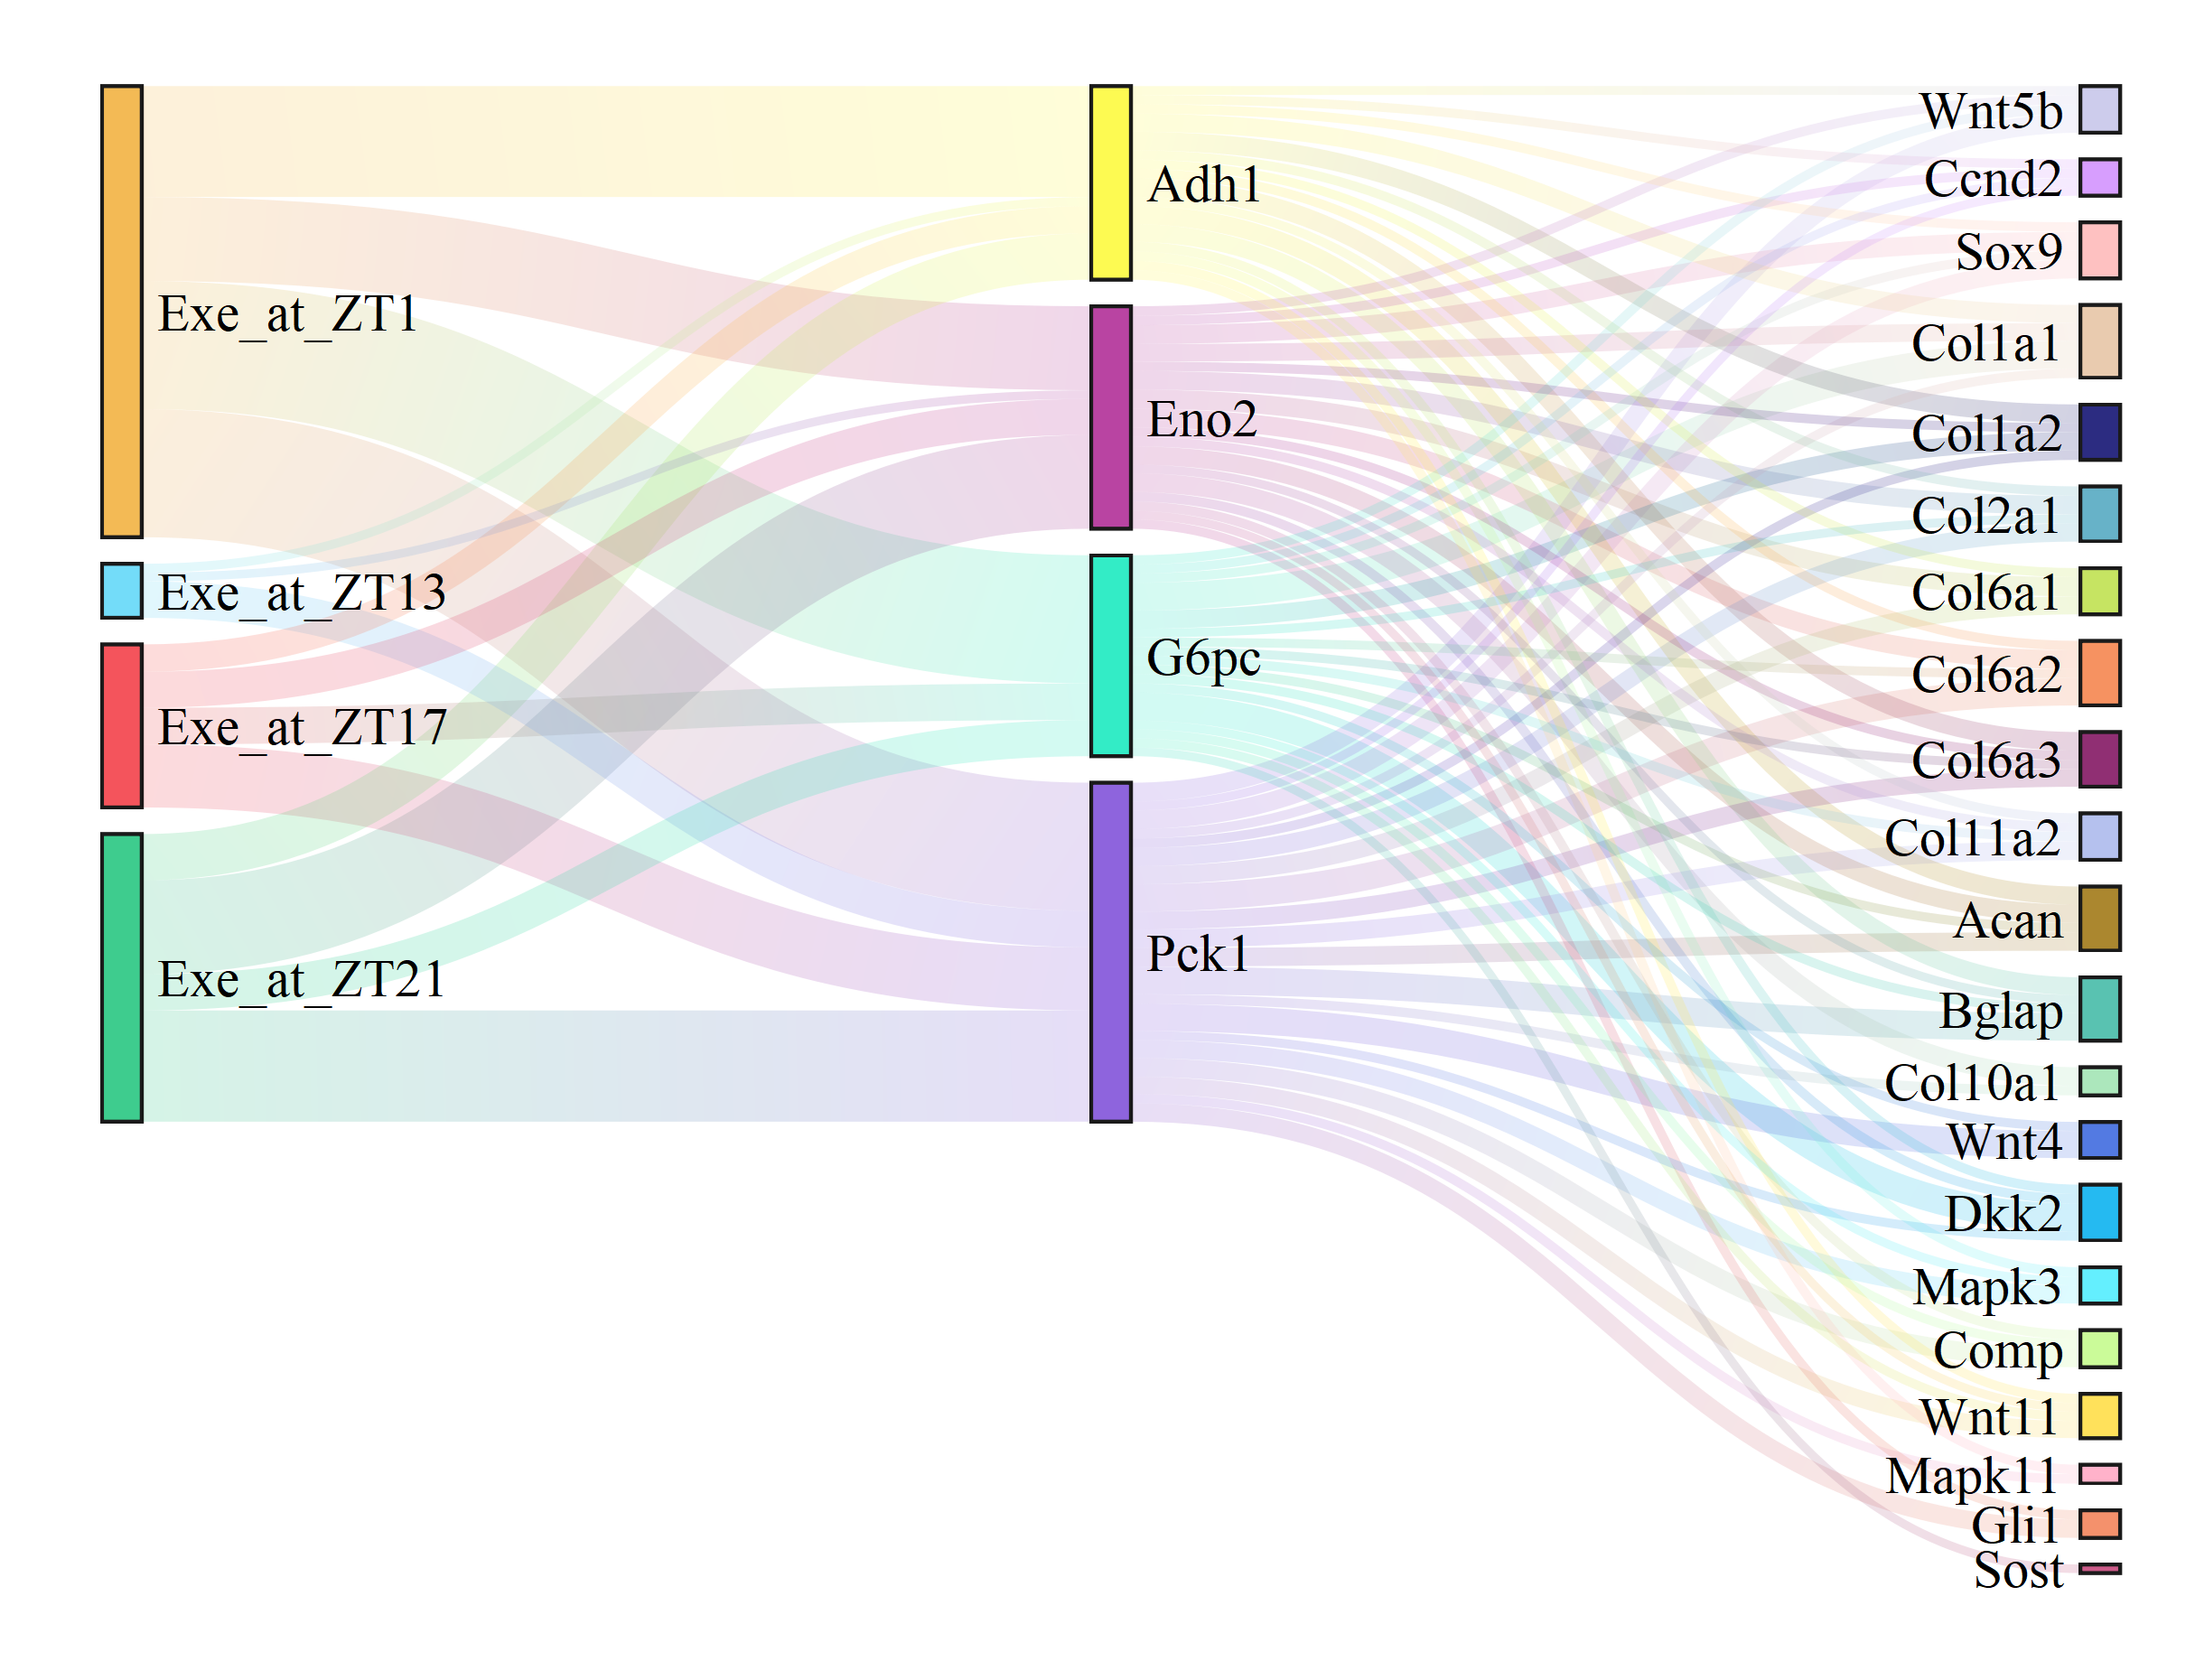 Exe_at_ZT1
Exe_at_ZT13
Exe_at_ZT17
Exe_at_ZT21
Adh1
Eno2
G6pc
Pck1
Wnt5b
Ccnd2
Sox9
Col1a1
Col1a2
Col2a1
Col6a1
Col6a2
Col6a3
Col11a2
Acan
Bglap
Col10a1
Wnt4
Dkk2
Mapk3
Comp
Wnt11
Mapk11
Gli1
Sost